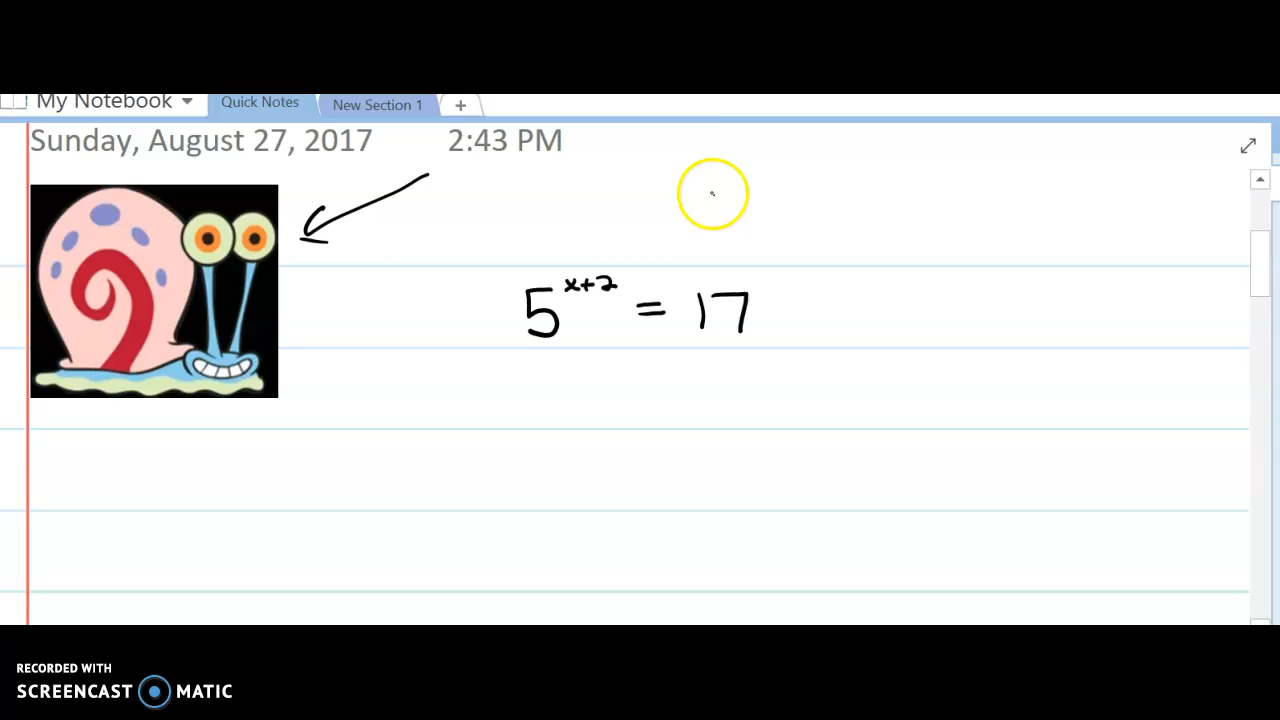 My Notebook Quick Notes New Section 1 +
Sunday, August 27, 2017 2:43 PM
5^{x+2} = 17
RECORDED WITH
SCREENCAST MATIC